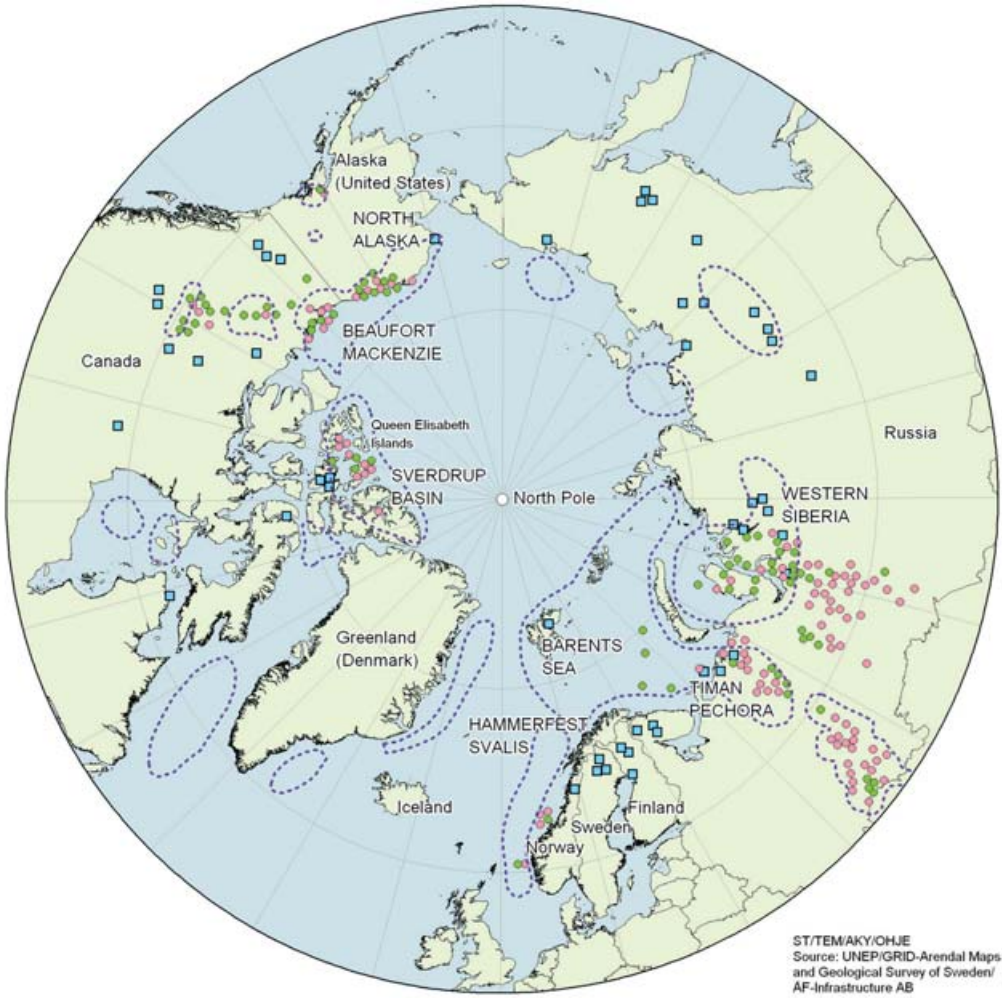 Alaska
(United States)
NORTH
ALASKA
BEAUFORT
MACKENZIE
Canada
Queen Elisabeth
Islands
SVERDRUP
BASIN
North Pole
Russia
WESTERN
SIBERIA
Greenland
(Denmark)
BARENTS
SEA
TIMAN
PECHORA
HAMMERFEST
SVALIS
Iceland
Finland
Sweden
Norway
ST/TEM/AKY/OHJE
Source: UNEP/GRID-Arendal Maps
and Geological Survey of Sweden/
AF-Infrastructure AB